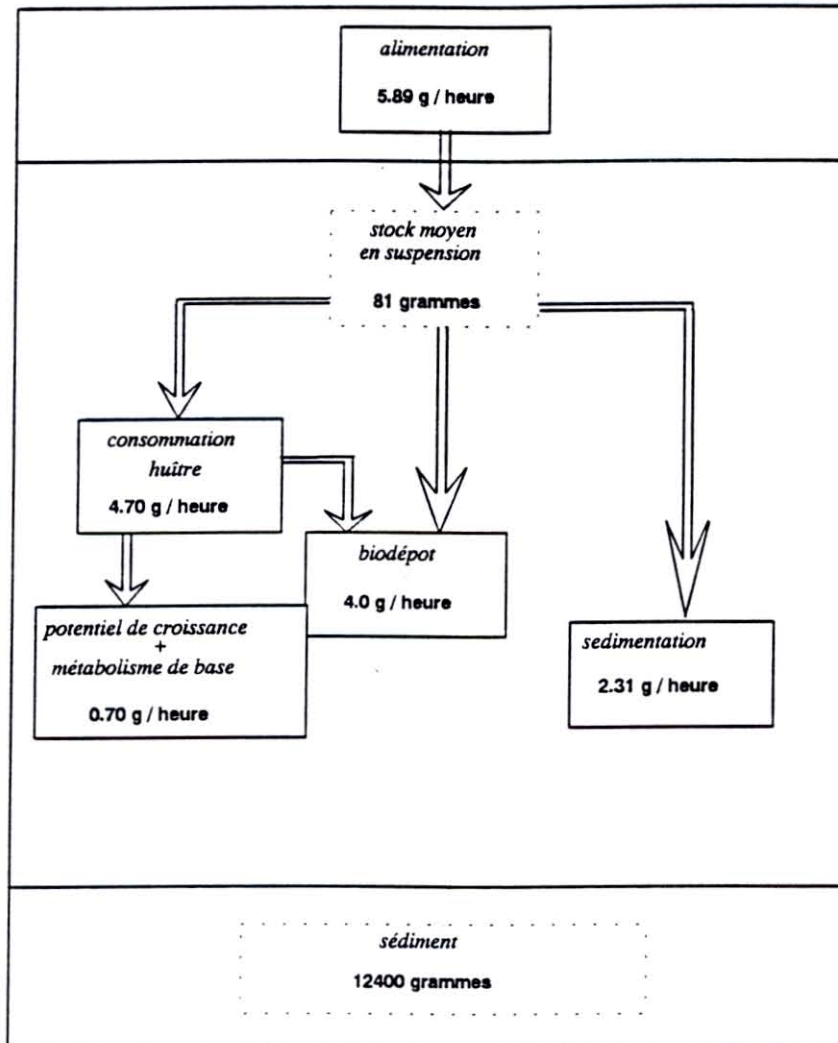 alimentation
5.89 g / heure
stock moyen
en suspension
81 grammes
consommation
huître
4.70 g / heure
biodépot
4.0 g / heure
potentiel de croissance
+
métabolisme de base
0.70 g / heure
sedimentation
2.31 g / heure
sédiment
12400 grammes